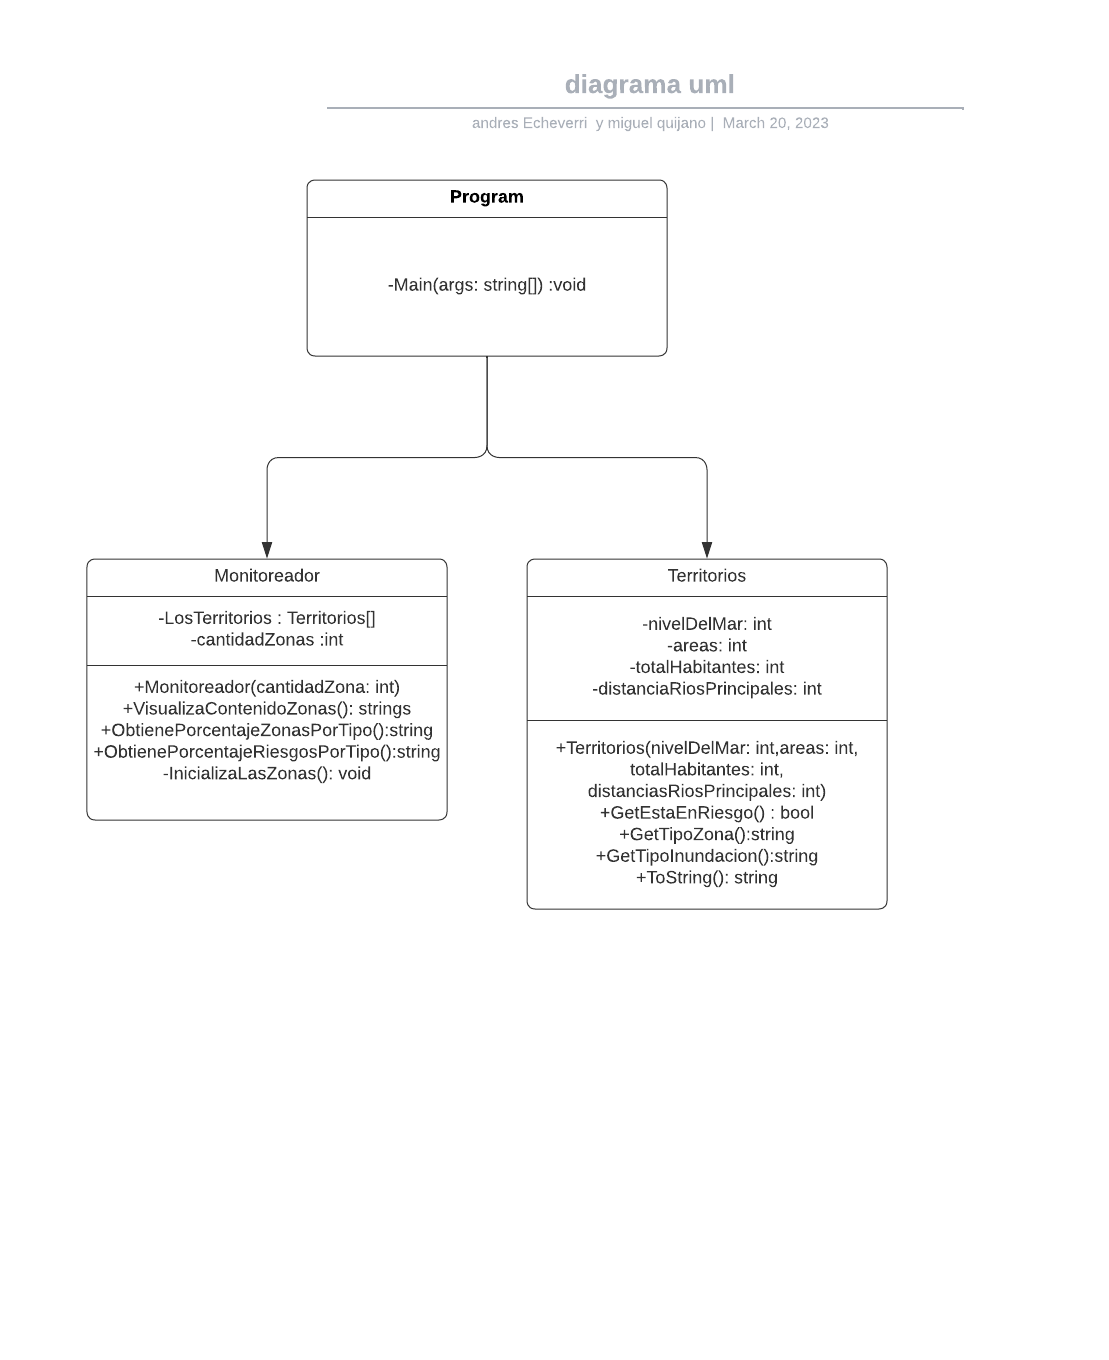 diagrama uml
andres Echeverri  y miguel quijano |  March 20, 2023
Program
-Main(args: string[]) :void
Monitoreador
-LosTerritorios : Territorios[]
-cantidadZonas :int
+Monitoreador(cantidadZona: int)
+VisualizaContenidoZonas(): strings
+ObtienePorcentajeZonasPorTipo():string
+ObtienePorcentajeRiesgosPorTipo():string
-InicializaLasZonas(): void
Territorios
-nivelDelMar: int
-areas: int
-totalHabitantes: int
-distanciaRiosPrincipales: int
+Territorios(nivelDelMar: int,areas: int,
totalHabitantes: int,
distanciasRiosPrincipales: int)
+GetEstaEnRiesgo() : bool
+GetTipoZona():string
+GetTipoInundacion():string
+ToString(): string